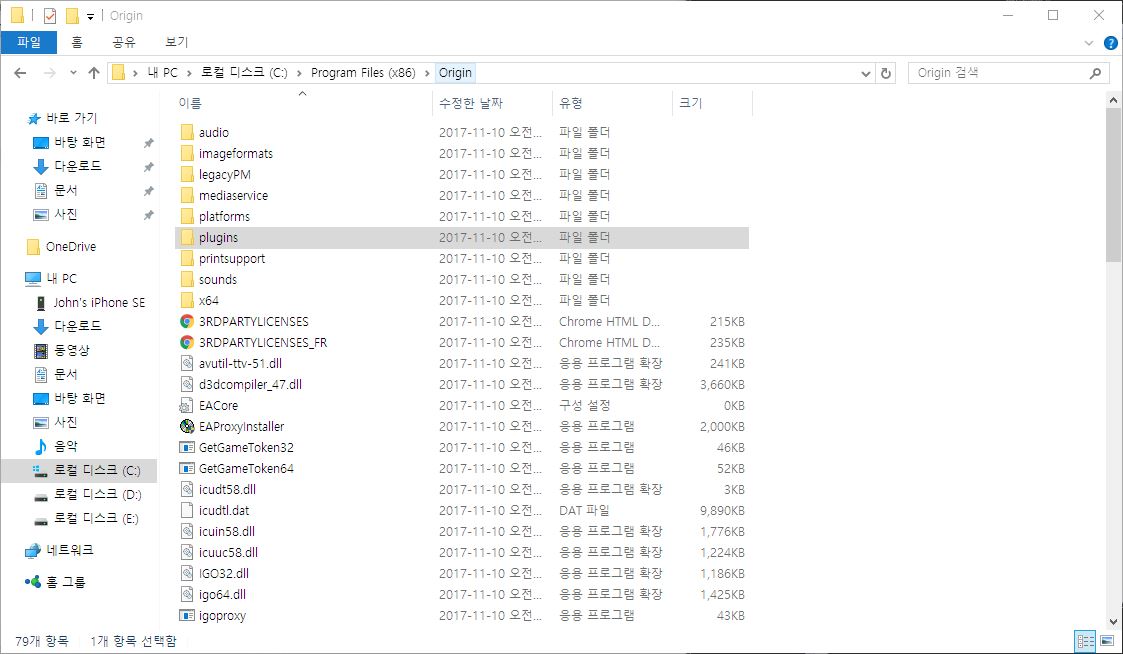 Origin
파일 홈 공유 보기
내 PC 로컬 디스크 (C:) Program Files (x86) Origin Origin 검색
이름 수정한 날짜 유형 크기
바로 가기
바탕 화면
다운로드
문서
사진
OneDrive
내 PC
John's iPhone SE
다운로드
동영상
문서
바탕 화면
사진
음악
로컬 디스크 (C:)
로컬 디스크 (D:)
로컬 디스크 (E:)
네트워크
홈 그룹
audio 2017-11-10 오전... 파일 폴더
imageformats 2017-11-10 오전... 파일 폴더
legacyPM 2017-11-10 오전... 파일 폴더
mediaservice 2017-11-10 오전... 파일 폴더
platforms 2017-11-10 오전... 파일 폴더
plugins 2017-11-10 오전... 파일 폴더
printsupport 2017-11-10 오전... 파일 폴더
sounds 2017-11-10 오전... 파일 폴더
x64 2017-11-10 오전... 파일 폴더
3RDPARTYLICENSES 2017-11-10 오전... Chrome HTML D... 215KB
3RDPARTYLICENSES_FR 2017-11-10 오전... Chrome HTML D... 235KB
avutil-ttv-51.dll 2017-11-10 오전... 응용 프로그램 확장 241KB
d3dcompiler_47.dll 2017-11-10 오전... 응용 프로그램 확장 3,660KB
EACore 2017-11-10 오전... 구성 설정 0KB
EAProxyInstaller 2017-11-10 오전... 응용 프로그램 2,000KB
GetGameToken32 2017-11-10 오전... 응용 프로그램 46KB
GetGameToken64 2017-11-10 오전... 응용 프로그램 52KB
icudt58.dll 2017-11-10 오전... 응용 프로그램 확장 3KB
icudtl.dat 2017-11-10 오전... DAT 파일 9,890KB
icuin58.dll 2017-11-10 오전... 응용 프로그램 확장 1,776KB
icuuc58.dll 2017-11-10 오전... 응용 프로그램 확장 1,224KB
IGO32.dll 2017-11-10 오전... 응용 프로그램 확장 1,186KB
igo64.dll 2017-11-10 오전... 응용 프로그램 확장 1,425KB
igoproxy 2017-11-10 오전... 응용 프로그램 43KB
79개 항목 1개 항목 선택함